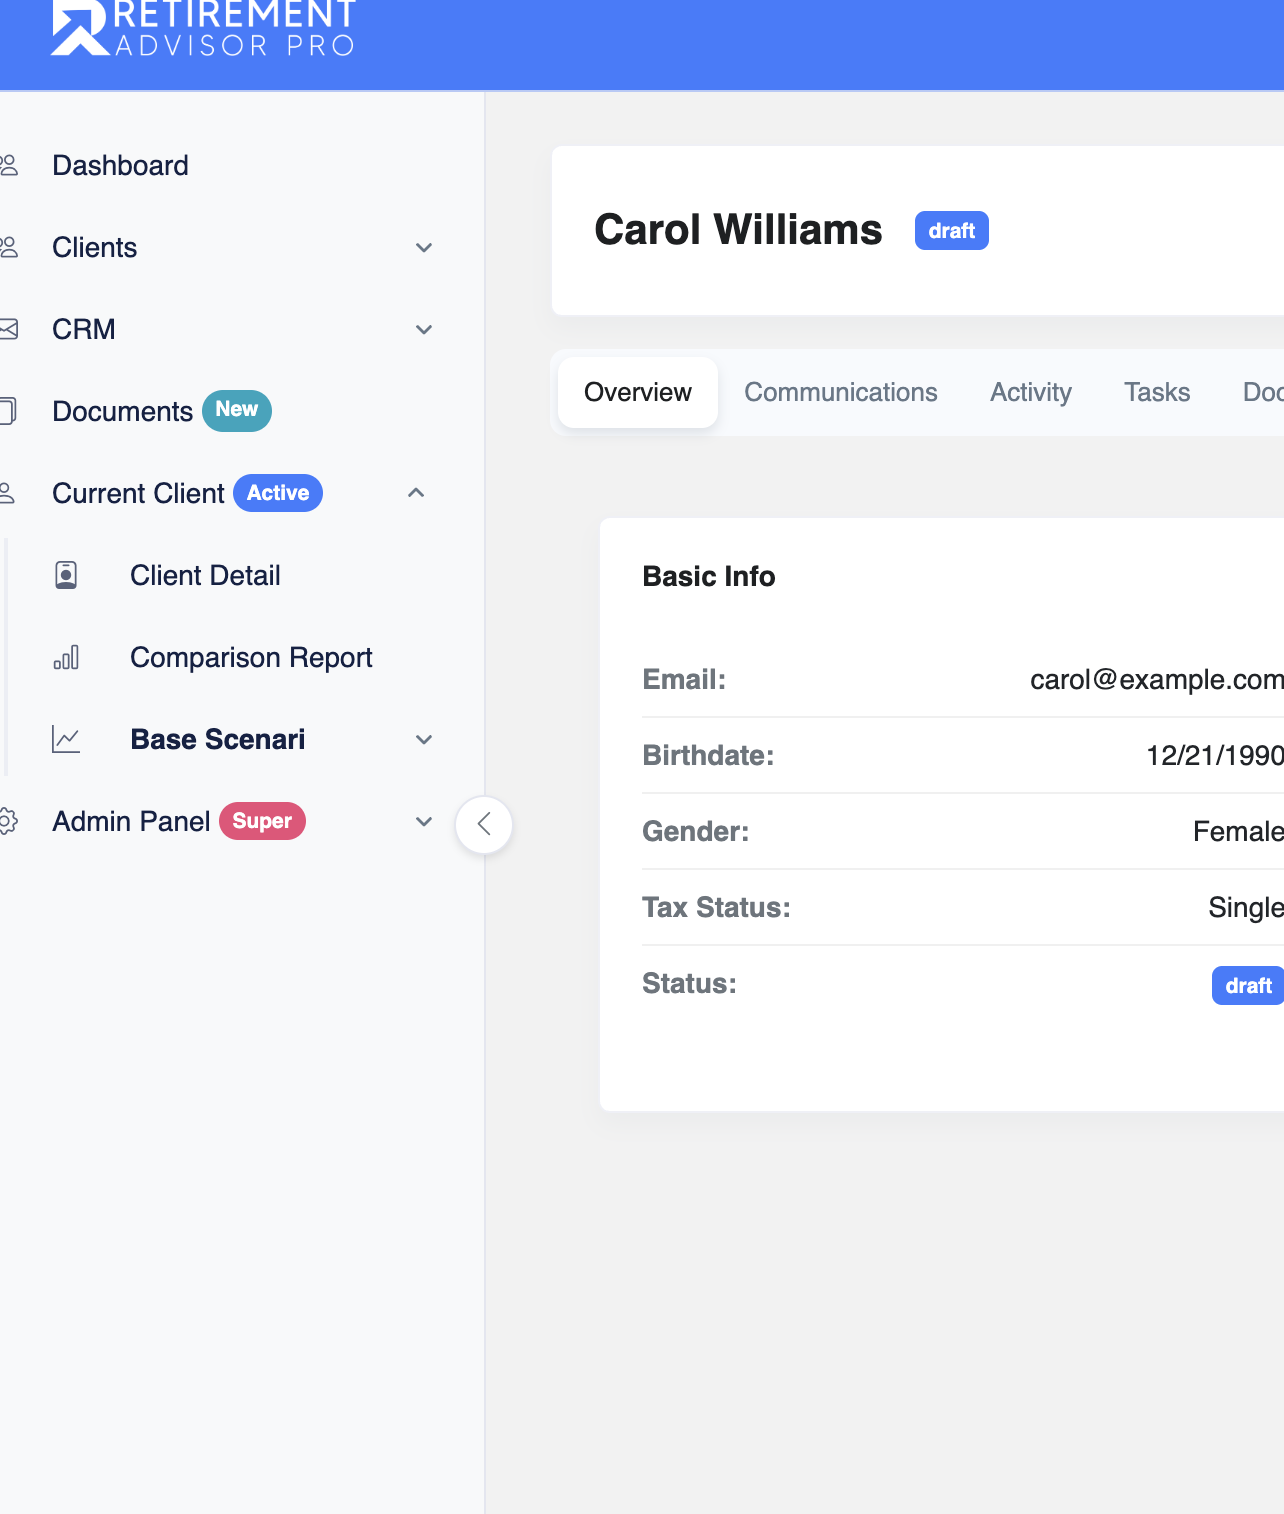 RETIREMENT
ADVISOR PRO
Dashboard
Clients
CRM
Documents New
Current Client Active
Client Detail
Comparison Report
Base Scenari
Admin Panel Super
Carol Williams draft
Overview Communications Activity Tasks Doc
Basic Info
Email: carol@example.com
Birthdate: 12/21/1990
Gender: Female
Tax Status: Single
Status: draft